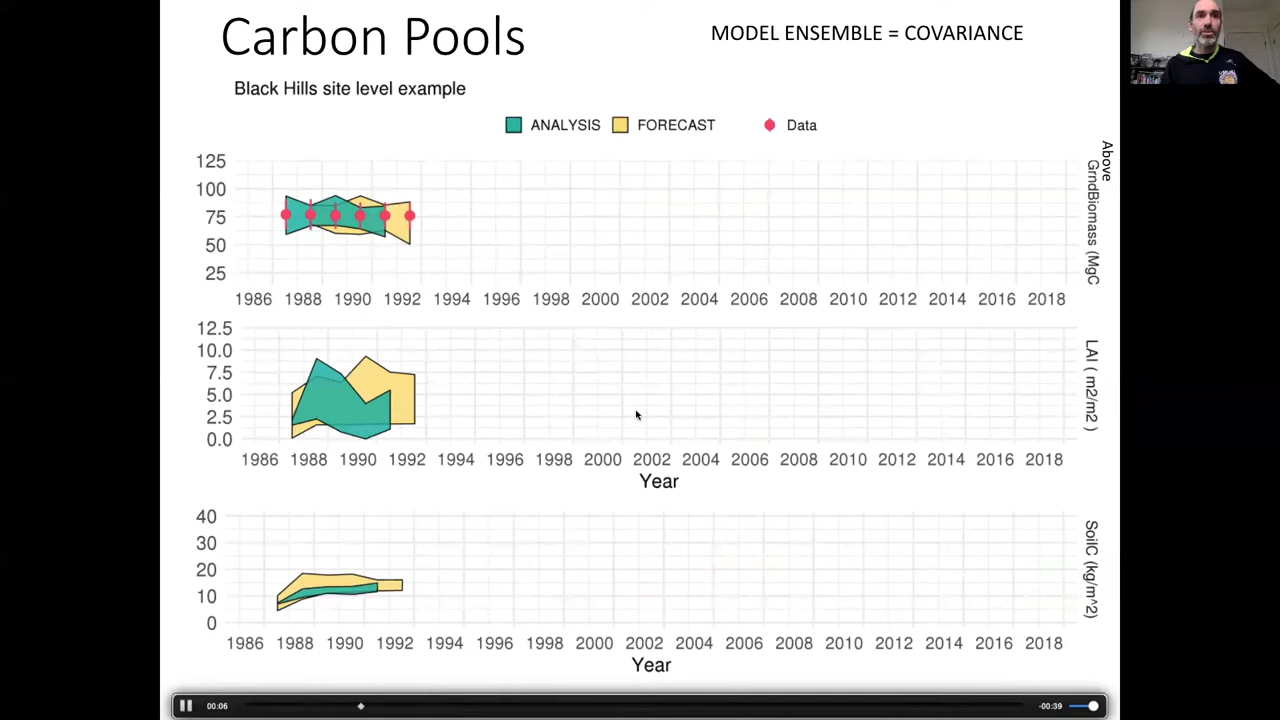 Carbon Pools
MODEL ENSEMBLE = COVARIANCE
Black Hills site level example
ANALYSIS FORECAST Data
125
100
75
50
25
1986 1988 1990 1992 1994 1996 1998 2000 2002 2004 2006 2008 2010 2012 2014 2016 2018
Above
GrndBiomass (MgC
12.5
10.0
7.5
5.0
2.5
0.0
1986 1988 1990 1992 1994 1996 1998 2000 2002 2004 2006 2008 2010 2012 2014 2016 2018
Year
LAI ( m2/m2 )
40
30
20
10
0
1986 1988 1990 1992 1994 1996 1998 2000 2002 2004 2006 2008 2010 2012 2014 2016 2018
Year
SoilC (kg/m^2)
00:06
-00:39